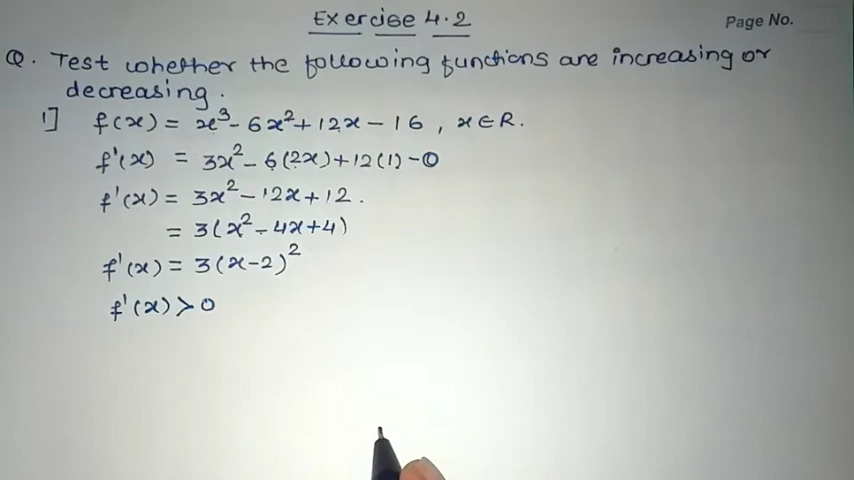 Exercise 4.2
Page No.
Q. Test whether the following functions are increasing or
decreasing.
1] f(x) = x³ - 6x² + 12x - 16 , x ∈ R.
f'(x) = 3x² - 6(2x) + 12(1) - 0
f'(x) = 3x² - 12x + 12.
= 3(x² - 4x + 4)
f'(x) = 3(x-2)²
f'(x) > 0